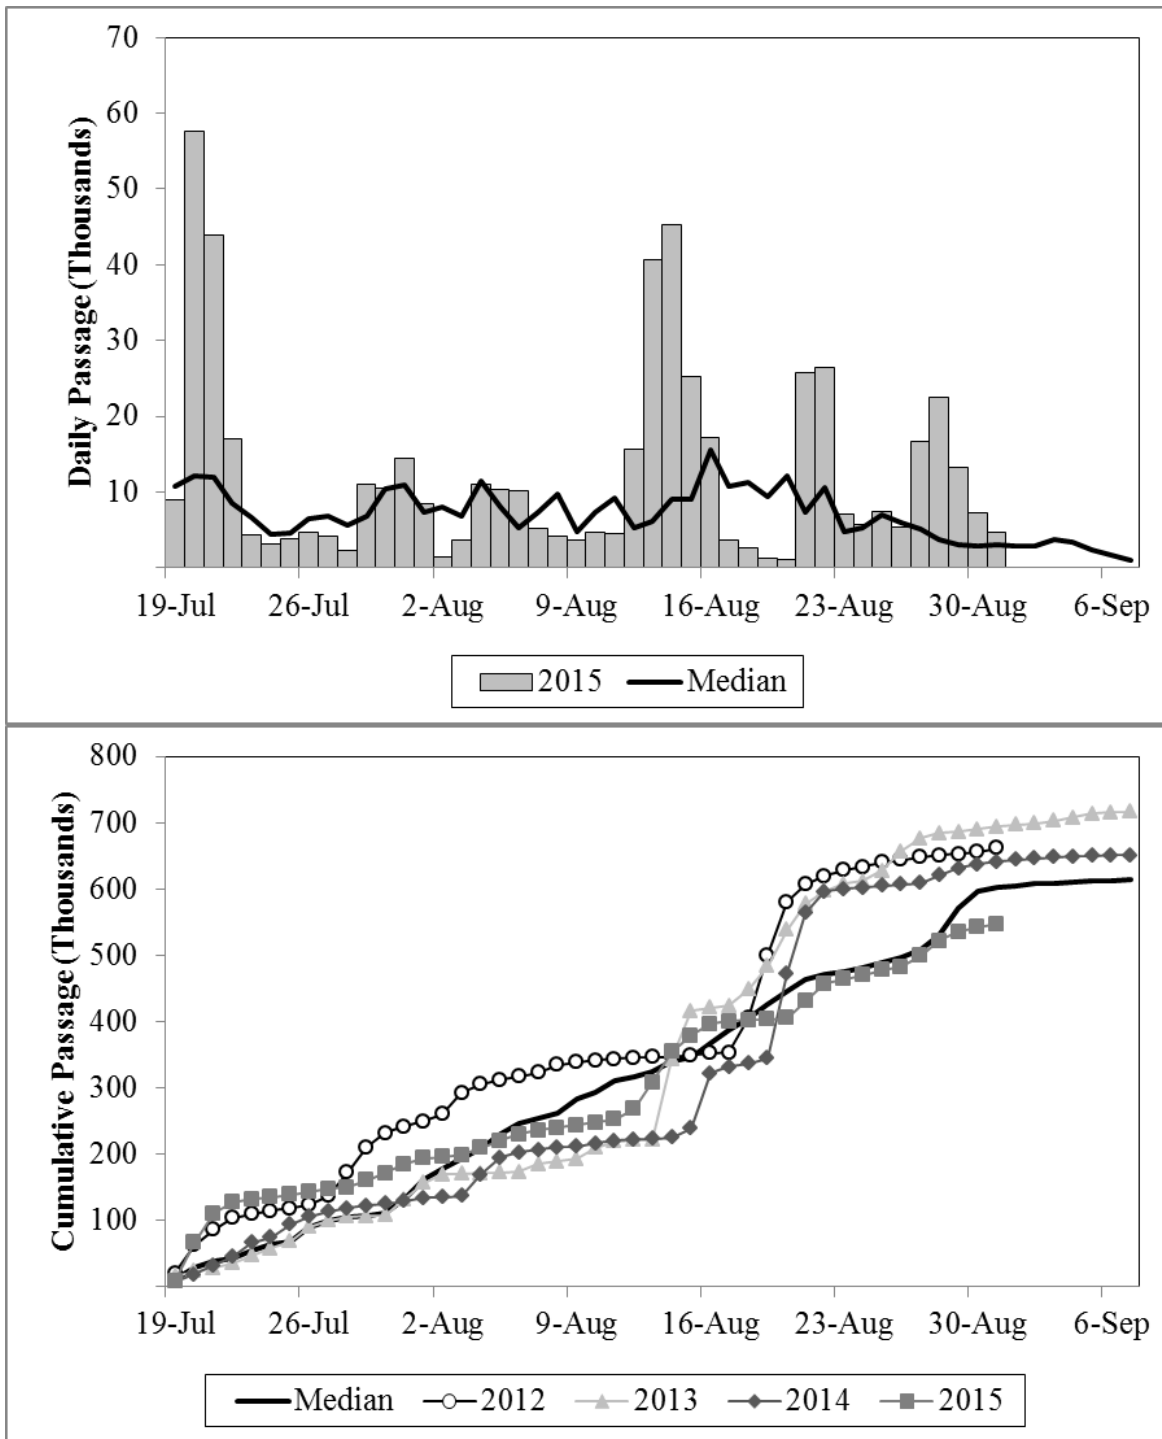 70
60
50
40
30
20
10
Daily Passage (Thousands)
19-Jul 26-Jul 2-Aug 9-Aug 16-Aug 23-Aug 30-Aug 6-Sep
2015 Median
800
700
600
500
400
300
200
100
Cumulative Passage (Thousands)
19-Jul 26-Jul 2-Aug 9-Aug 16-Aug 23-Aug 30-Aug 6-Sep
Median 2012 2013 2014 2015